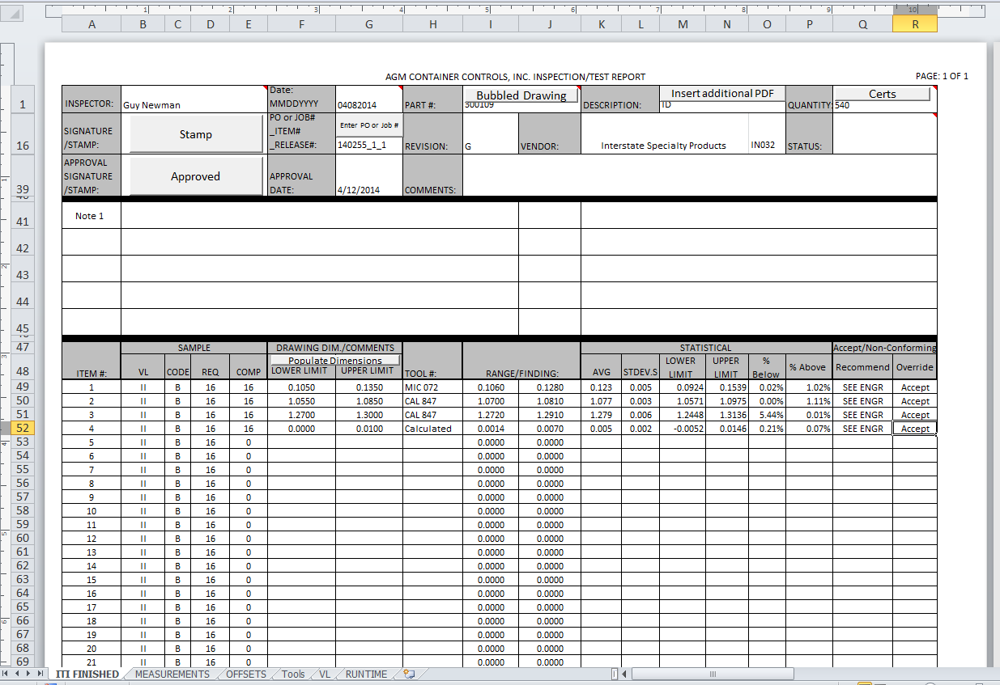 1 2 3 4 5 6 7 8 9 10
A B C D E F G H I J K L M N O P Q R
AGM CONTAINER CONTROLS, INC. INSPECTION/TEST REPORT PAGE: 1 OF 1
1 INSPECTOR: Guy Newman Date: MMDDYYYY 04082014 PART #: Bubbled Drawing 300109 DESCRIPTION: Insert additional PDF ID QUANTITY: Certs 540
16 SIGNATURE /STAMP: Stamp PO or JOB# _ITEM# _RELEASE#: Enter PO or Job # 140255_1_1 REVISION: G VENDOR: Interstate Specialty Products IN032 STATUS:
39 APPROVAL SIGNATURE /STAMP: Approved APPROVAL DATE: 4/12/2014 COMMENTS:
41 Note 1
42
43
44
45
47 SAMPLE DRAWING DIM./COMMENTS STATISTICAL Accept/Non-Conforming
48 ITEM #: VL CODE REQ COMP Populate Dimensions LOWER LIMIT UPPER LIMIT TOOL #: RANGE/FINDING: AVG STDEV.S LOWER LIMIT UPPER LIMIT % Below % Above Recommend Override
49 1 II B 16 16 0.1050 0.1350 MIC 072 0.1060 0.1280 0.123 0.005 0.0924 0.1539 0.02% 1.02% SEE ENGR Accept
50 2 II B 16 16 1.0550 1.0850 CAL 847 1.0700 1.0810 1.077 0.003 1.0571 1.0975 0.00% 1.11% SEE ENGR Accept
51 3 II B 16 16 1.2700 1.3000 CAL 847 1.2720 1.2910 1.279 0.006 1.2448 1.3136 5.44% 0.01% SEE ENGR Accept
52 4 II B 16 16 0.0000 0.0100 Calculated 0.0014 0.0070 0.005 0.002 -0.0052 0.0146 0.21% 0.07% SEE ENGR Accept
53 5 II B 16 0 0.0000 0.0000
54 6 II B 16 0 0.0000 0.0000
55 7 II B 16 0 0.0000 0.0000
56 8 II B 16 0 0.0000 0.0000
57 9 II B 16 0 0.0000 0.0000
58 10 II B 16 0 0.0000 0.0000
59 11 II B 16 0 0.0000 0.0000
60 12 II B 16 0 0.0000 0.0000
61 13 II B 16 0 0.0000 0.0000
62 14 II B 16 0 0.0000 0.0000
63 15 II B 16 0 0.0000 0.0000
64 16 II B 16 0 0.0000 0.0000
65 17 II B 16 0 0.0000 0.0000
66 18 II B 16 0 0.0000 0.0000
67 19 II B 16 0 0.0000 0.0000
68 20 II B 16 0 0.0000 0.0000
69 21 II B 16 0 0.0000 0.0000
ITI FINISHED MEASUREMENTS OFFSETS Tools VL RUNTIME